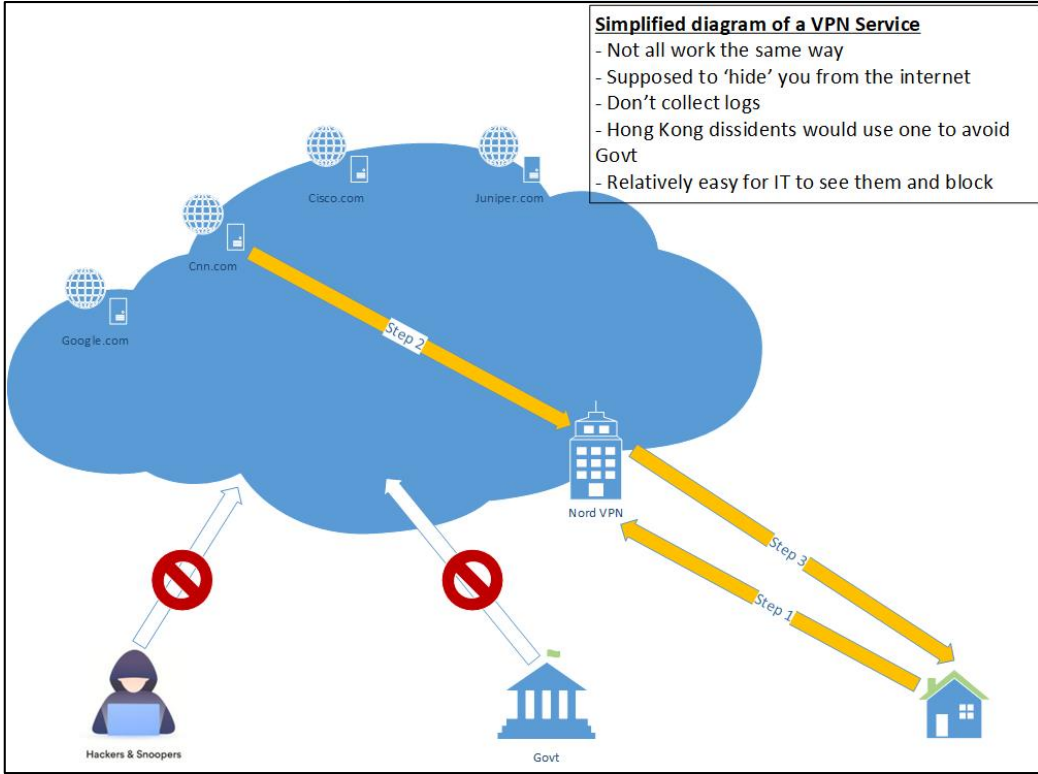 Simplified diagram of a VPN Service
- Not all work the same way
- Supposed to ‘hide’ you from the internet
- Don’t collect logs
- Hong Kong dissidents would use one to avoid
Govt
- Relatively easy for IT to see them and block
Cisco.com
Juniper.com
Cnn.com
Google.com
Step 2
Nord VPN
Step 3
Step 1
Hackers & Snoopers
Govt